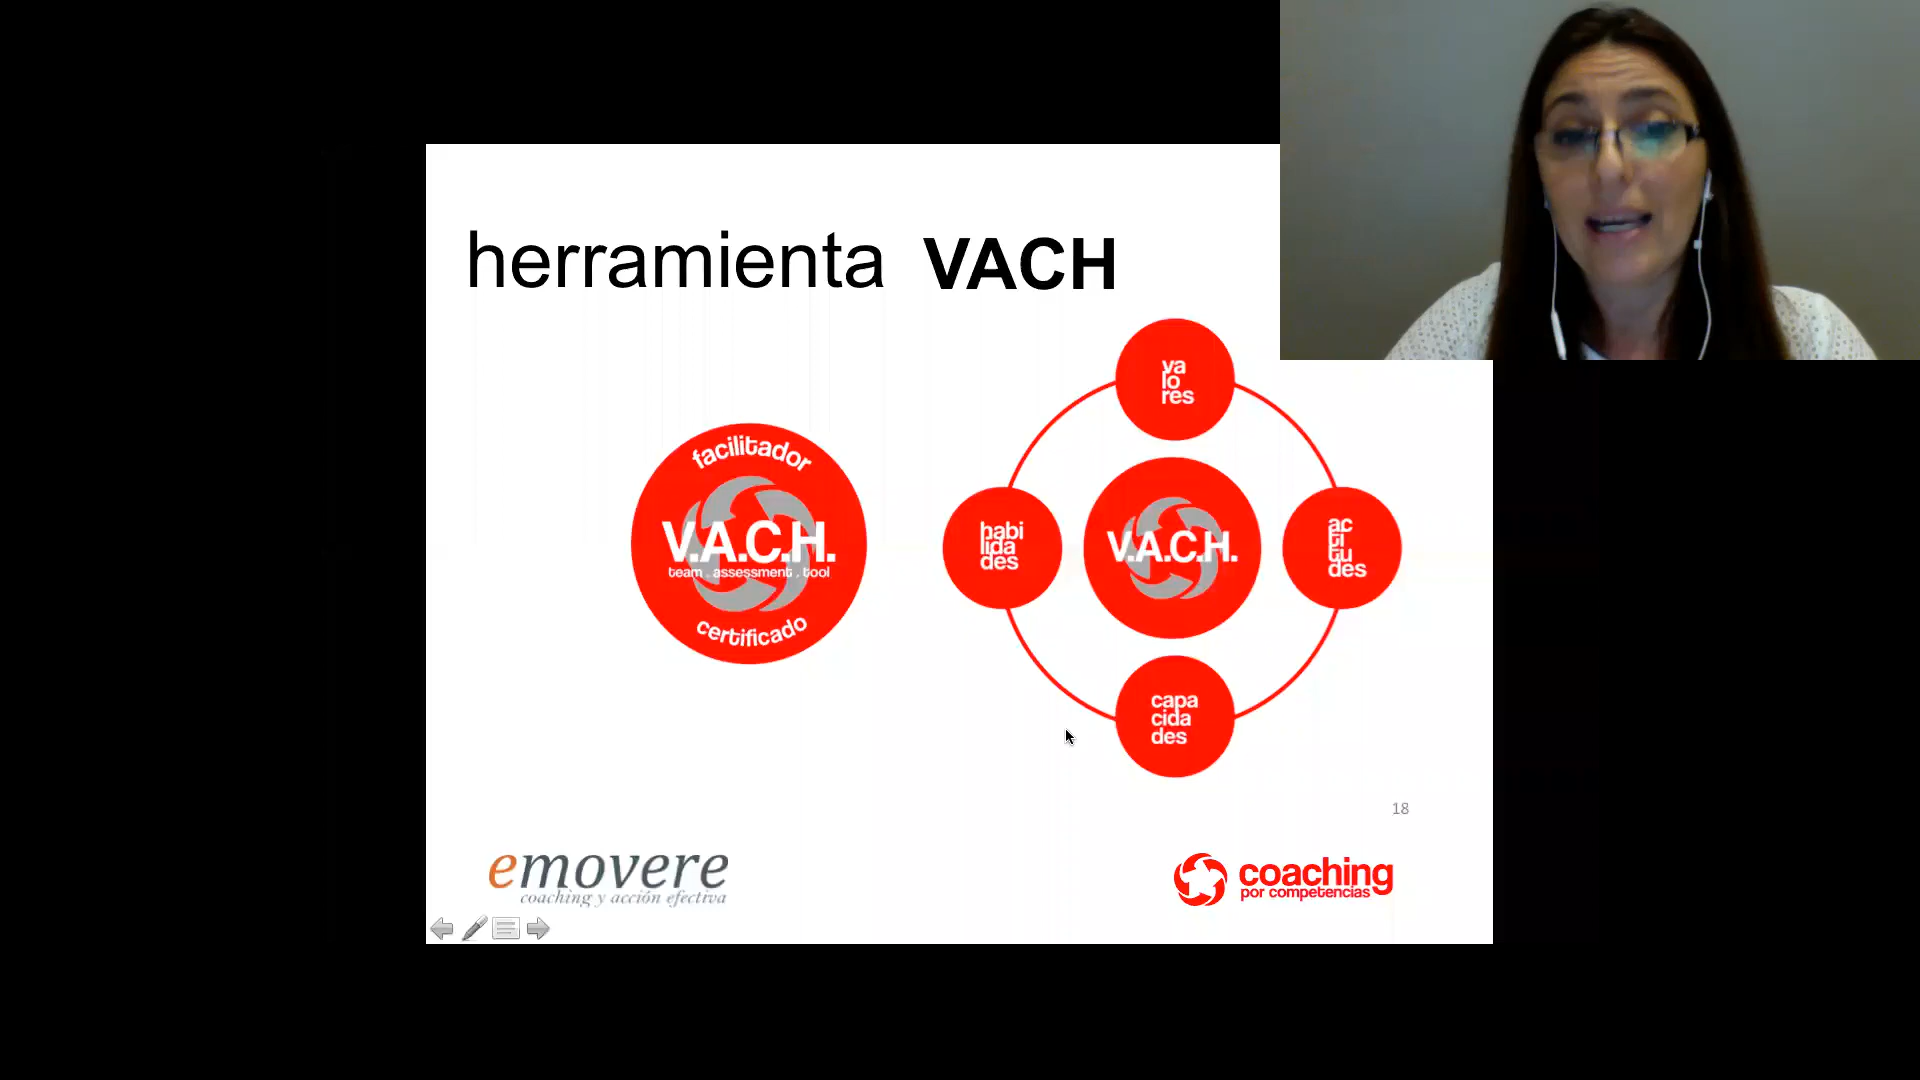 herramienta VACH
facilitador
V.A.C.H.
team . assessment . tool
certificado
va
lo
res
habi
lida
des
V.A.C.H.
ac
ti
tu
des
capa
cida
des
18
emovere
coaching y acción efectiva
coaching
por competencias